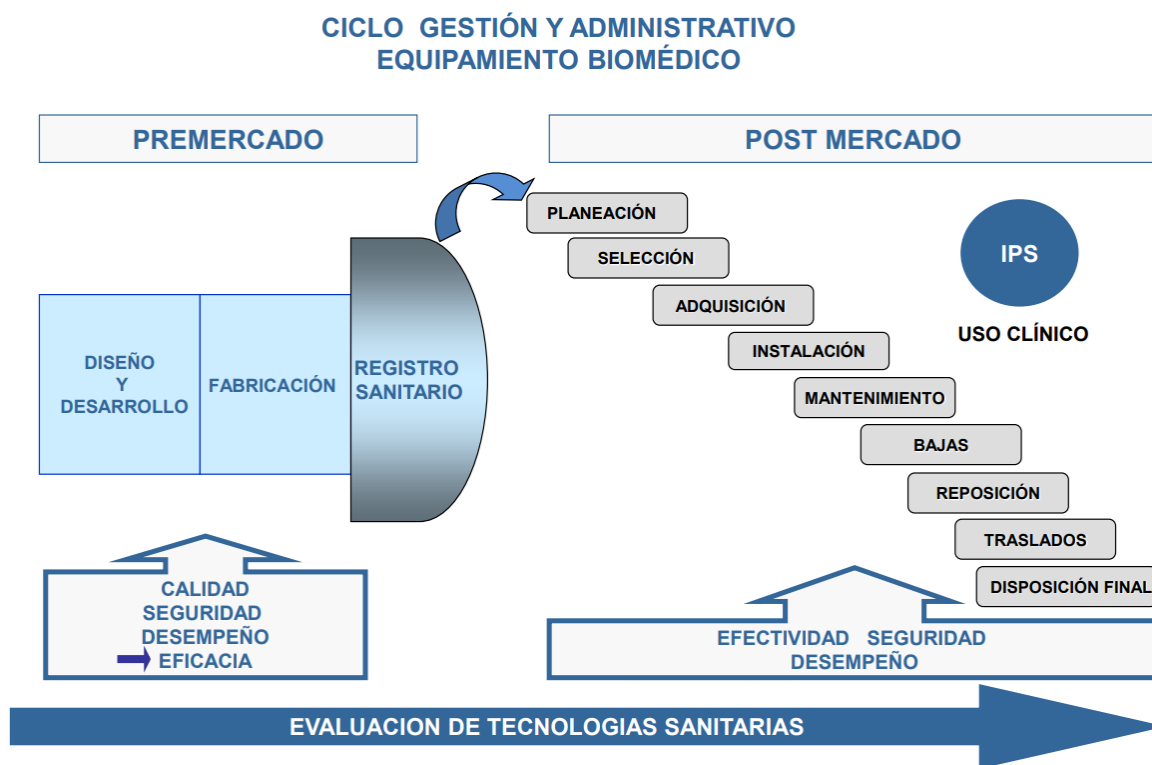 CICLO GESTIÓN Y ADMINISTRATIVO
EQUIPAMIENTO BIOMÉDICO
PREMERCADO
POST MERCADO
PLANEACIÓN
SELECCIÓN
ADQUISICIÓN
INSTALACIÓN
MANTENIMIENTO
BAJAS
REPOSICIÓN
TRASLADOS
DISPOSICIÓN FINAL
IPS
USO CLÍNICO
DISEÑO
Y
DESARROLLO
FABRICACIÓN
REGISTRO
SANITARIO
CALIDAD
SEGURIDAD
DESEMPEÑO
EFICACIA
EFECTIVIDAD SEGURIDAD
DESEMPEÑO
EVALUACION DE TECNOLOGIAS SANITARIAS